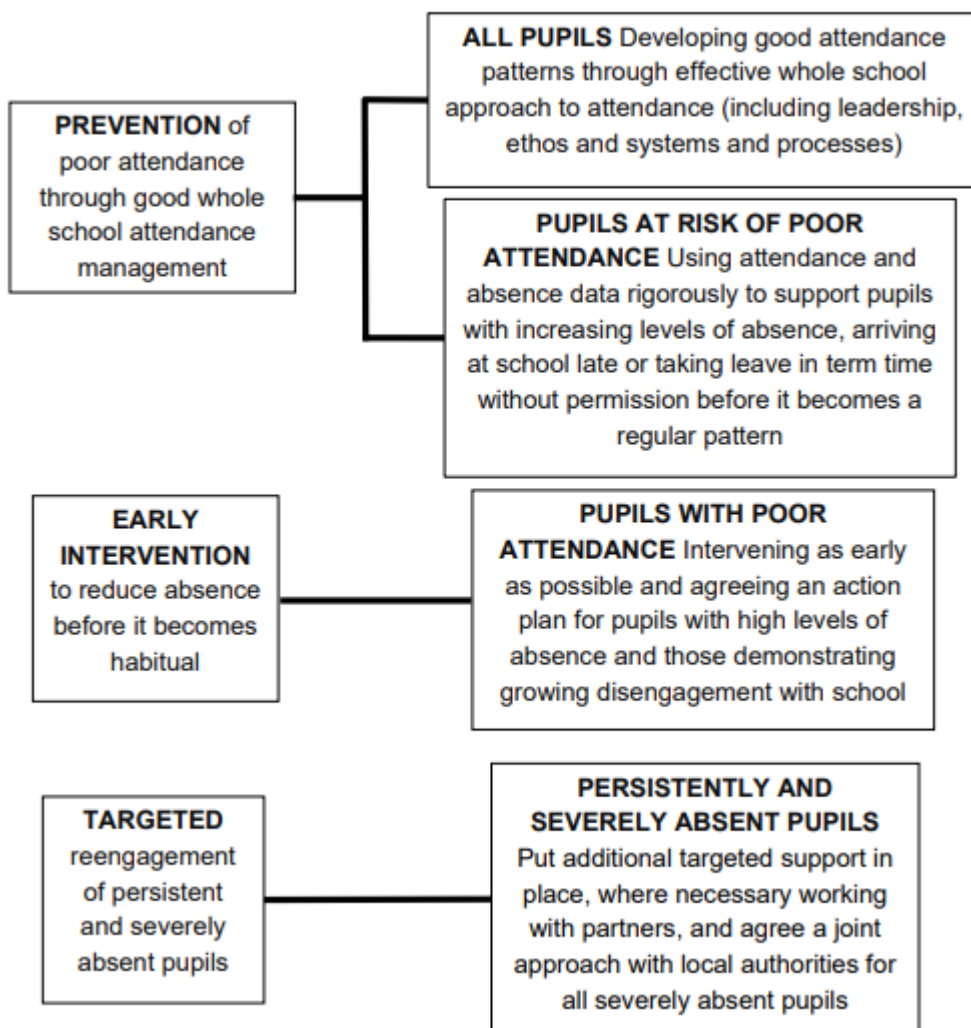 PREVENTION of
poor attendance
through good whole
school attendance
management
ALL PUPILS Developing good attendance
patterns through effective whole school
approach to attendance (including leadership,
ethos and systems and processes)
PUPILS AT RISK OF POOR
ATTENDANCE Using attendance and
absence data rigorously to support pupils
with increasing levels of absence, arriving
at school late or taking leave in term time
without permission before it becomes a
regular pattern
EARLY
INTERVENTION
to reduce absence
before it becomes
habitual
PUPILS WITH POOR
ATTENDANCE Intervening as early
as possible and agreeing an action
plan for pupils with high levels of
absence and those demonstrating
growing disengagement with school
TARGETED
reengagement
of persistent
and severely
absent pupils
PERSISTENTLY AND
SEVERELY ABSENT PUPILS
Put additional targeted support in
place, where necessary working
with partners, and agree a joint
approach with local authorities for
all severely absent pupils